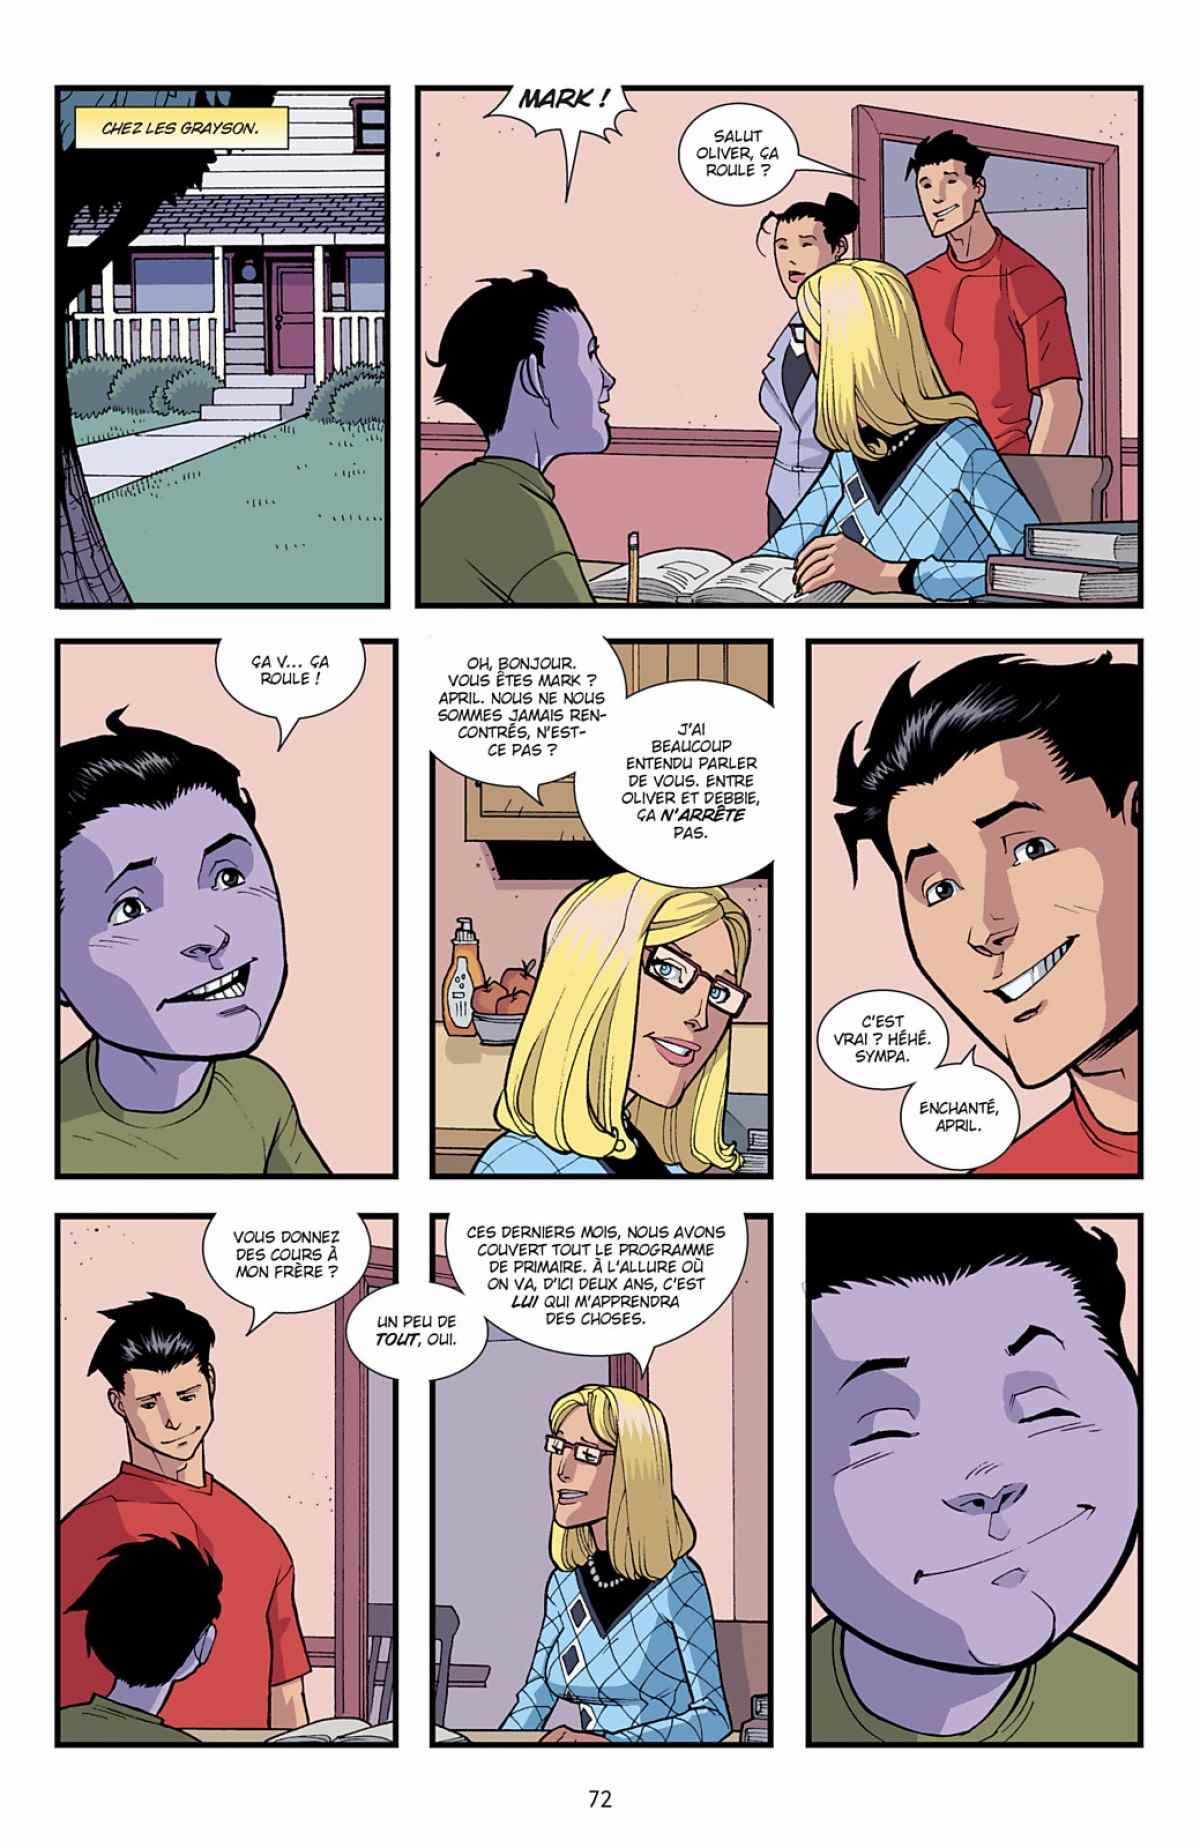 CHEZ LES GRAYSON.
MARK !
SALUT
OLIVER, ÇA
ROULE ?
ÇA V... ÇA
ROULE !
OH, BONJOUR.
VOUS ÊTES MARK ?
APRIL. NOUS NE NOUS
SOMMES JAMAIS REN-
CONTRÉS, N'EST-
CE PAS ?
J'AI
BEAUCOUP
ENTENDU PARLER
DE VOUS. ENTRE
OLIVER ET DEBBIE,
ÇA N'ARRÊTE
PAS.
C'EST
VRAI ? HÉHÉ.
SYMPA.
ENCHANTÉ,
APRIL.
VOUS DONNEZ
DES COURS À
MON FRÈRE ?
UN PEU DE
TOUT, OUI.
CES DERNIERS MOIS, NOUS AVONS
COUVERT TOUT LE PROGRAMME
DE PRIMAIRE. À L'ALLURE OÙ
ON VA, D'ICI DEUX ANS, C'EST
LUI QUI M'APPRENDRA
DES CHOSES.
72